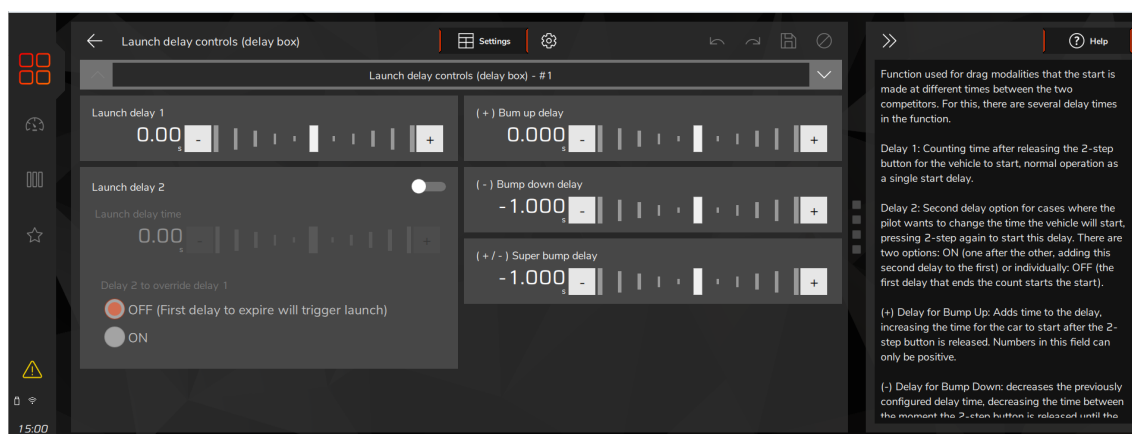 Launch delay controls (delay box)
Settings
Help
Launch delay controls (delay box) - #1
Launch delay 1
0.00
s
-
+
Launch delay 2
Launch delay time
0.00
s
-
+
Delay 2 to override delay 1
OFF (First delay to expire will trigger launch)
ON
(+) Bum up delay
0.000
s
-
+
(-) Bump down delay
-1.000
s
-
+
(+/-) Super bump delay
-1.000
s
-
+
Function used for drag modalities that the start is
made at different times between the two
competitors. For this, there are several delay times
in the function.
Delay 1: Counting time after releasing the 2-step
button for the vehicle to start, normal operation as
a single start delay.
Delay 2: Second delay option for cases where the
pilot wants to change the time the vehicle will start,
pressing 2-step again to start this delay. There are
two options: ON (one after the other, adding this
second delay to the first) or individually: OFF (the
first delay that ends the count starts the start).
(+) Delay for Bump Up: Adds time to the delay,
increasing the time for the car to start after the 2-
step button is released. Numbers in this field can
only be positive.
(-) Delay for Bump Down: decreases the previously
configured delay time, decreasing the time between
the moment the 2-step button is released until the
15:00